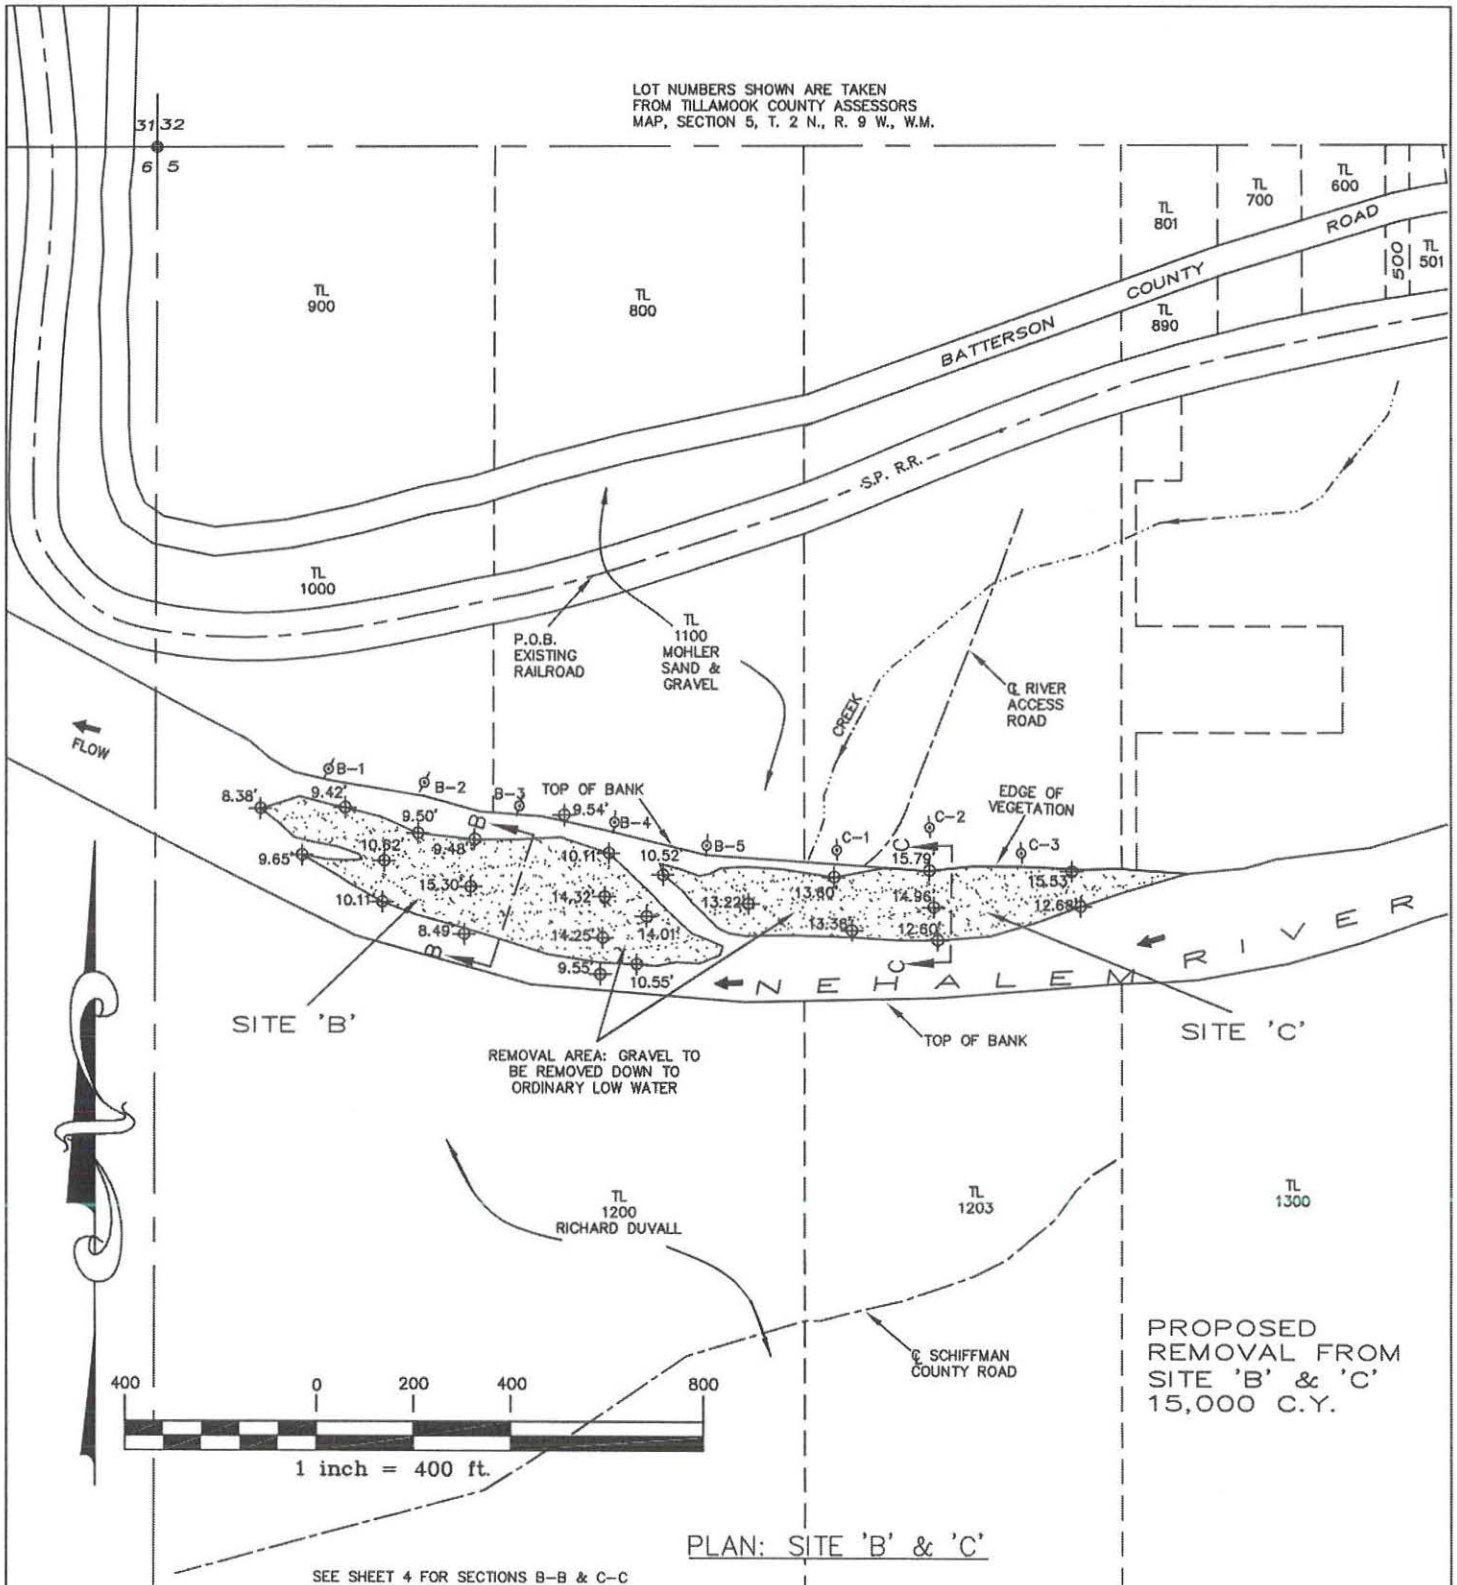 LOT NUMBERS SHOWN ARE TAKEN
FROM TILLAMOOK COUNTY ASSESSORS
MAP, SECTION 5, T. 2 N., R. 9 W., W.M.
31 32
6 5
TL
600
TL
700
TL
801
ROAD
500
TL
501
COUNTY
TL
900
TL
800
TL
890
BATTERSON
S.P. R.R.
TL
1000
P.O.B.
EXISTING
RAILROAD
TL
1100
MOHLER
SAND &
GRAVEL
℄ RIVER
ACCESS
ROAD
CREEK
FLOW
B-1
B-2
B-3
TOP OF BANK
EDGE OF
VEGETATION
8.38'
9.42'
9.54'
B-4
B-5
C-1
C-2
C-3
9.50'
B
9.48'
C
9.65'
10.62'
10.11'
10.52'
15.79'
13.60'
15.53'
15.30'
14.32'
13.22'
14.96'
12.68'
10.11'
8.49'
14.25'
14.01'
13.36'
12.60'
B
9.55'
10.55'
C
NEHALEM RIVER
SITE 'B'
SITE 'C'
TOP OF BANK
REMOVAL AREA: GRAVEL TO
BE REMOVED DOWN TO
ORDINARY LOW WATER
TL
1200
RICHARD DUVALL
TL
1203
TL
1300
℄ SCHIFFMAN
COUNTY ROAD
PROPOSED
REMOVAL FROM
SITE 'B' & 'C'
15,000 C.Y.
400 0 200 400 800
1 inch = 400 ft.
PLAN: SITE 'B' & 'C'
SEE SHEET 4 FOR SECTIONS B-B & C-C